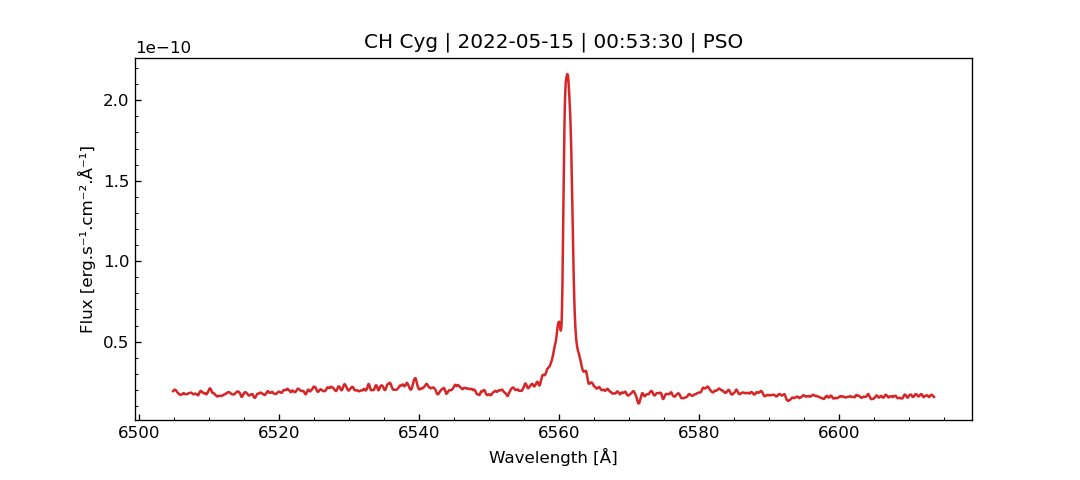 CH Cyg | 2022-05-15 | 00:53:30 | PSO
1e−10
2.0
1.5
1.0
0.5
Flux [erg.s⁻¹.cm⁻².Å⁻¹]
6500 6520 6540 6560 6580 6600
Wavelength [Å]